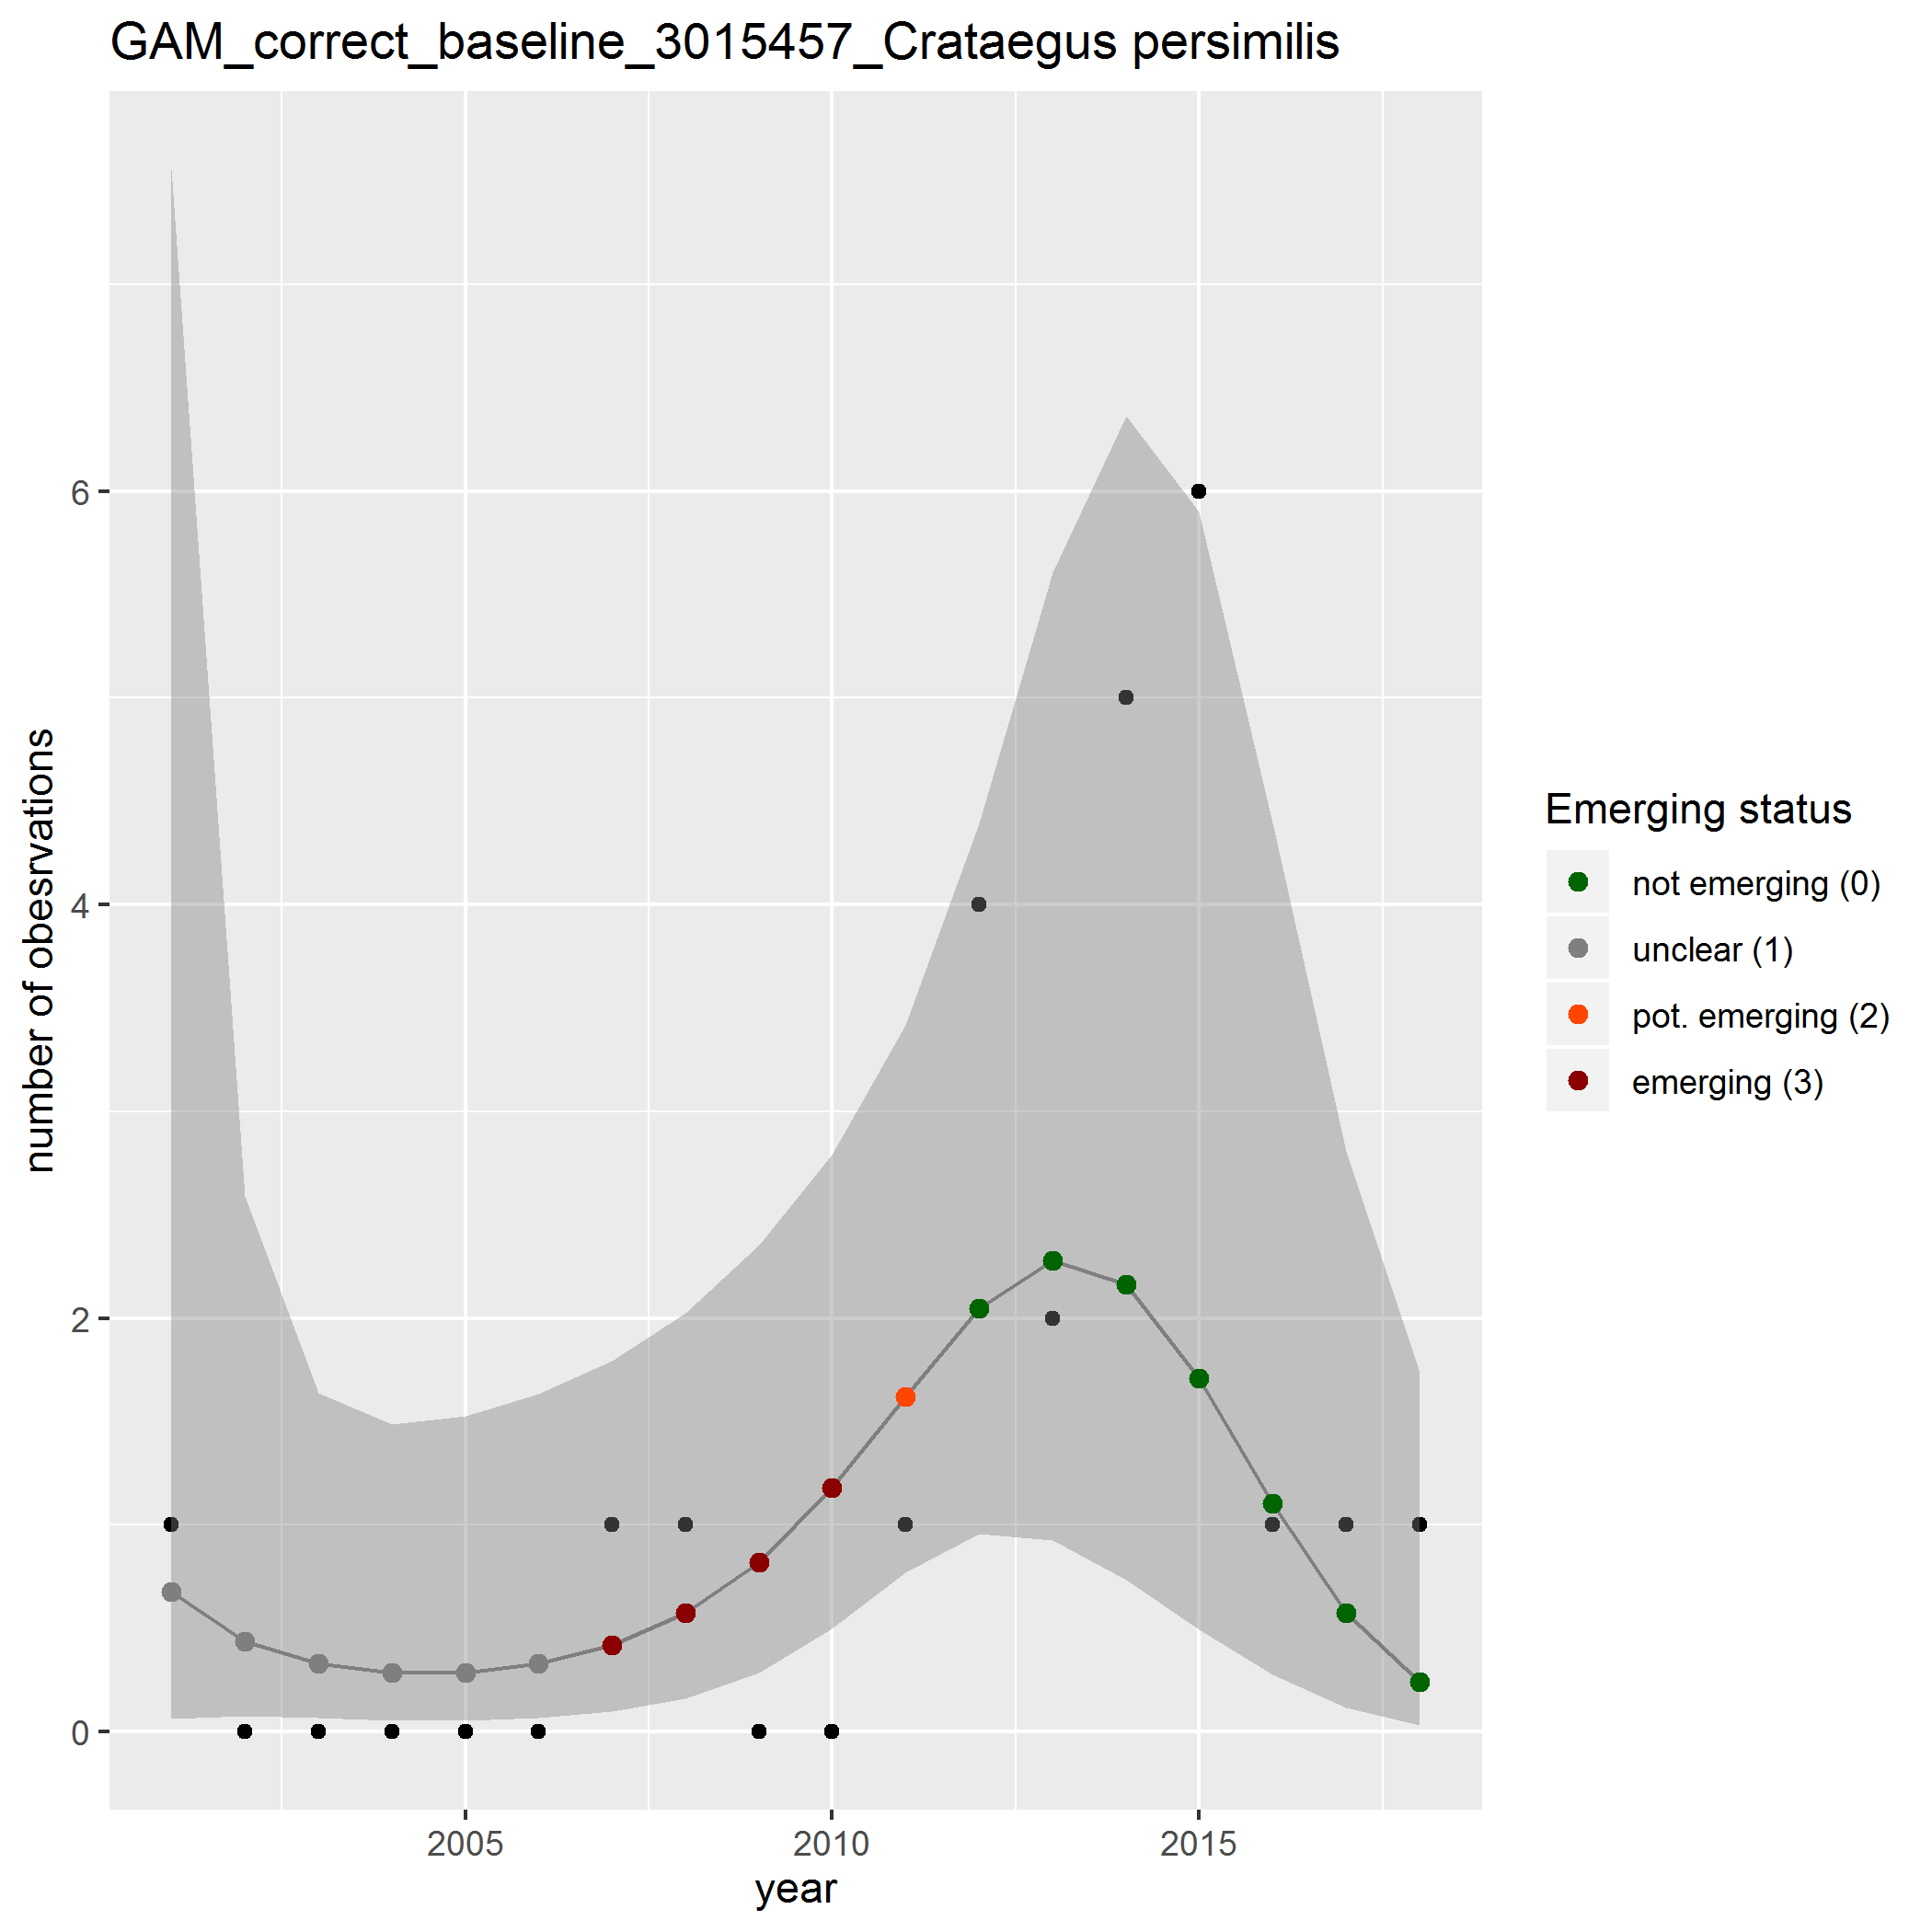 GAM_correct_baseline_3015457_Crataegus persimilis
number of obesrvations
6
4
2
0
2005
2010
2015
year
Emerging status
not emerging (0)
unclear (1)
pot. emerging (2)
emerging (3)